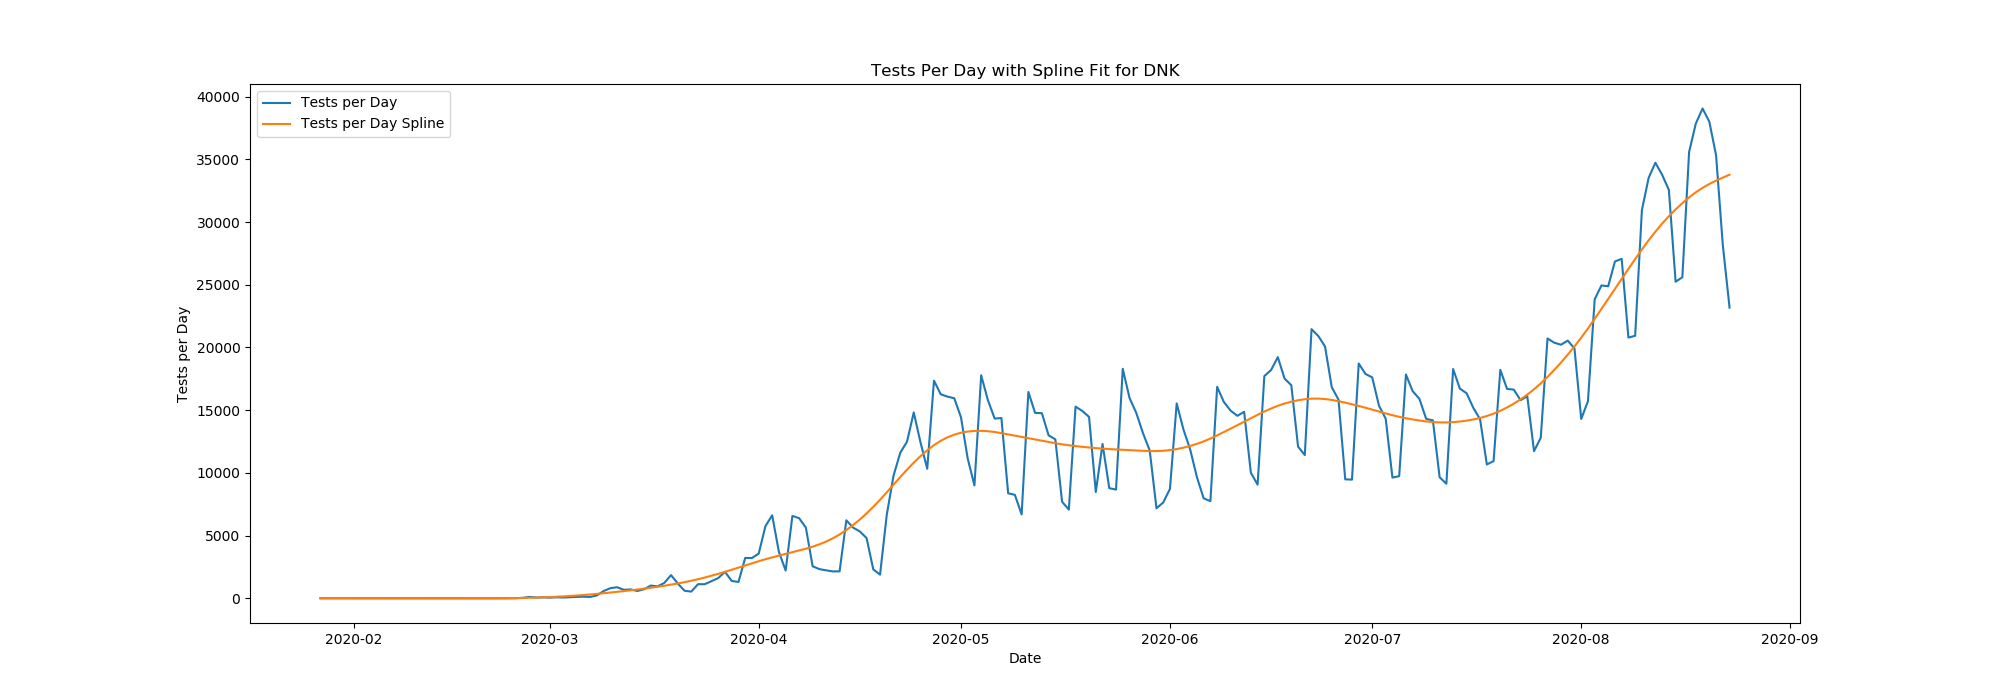 Tests Per Day with Spline Fit for DNK
Tests per Day
Tests per Day Spline
40000
35000
30000
25000
20000
15000
10000
5000
0
Tests per Day
2020-02 2020-03 2020-04 2020-05 2020-06 2020-07 2020-08 2020-09
Date